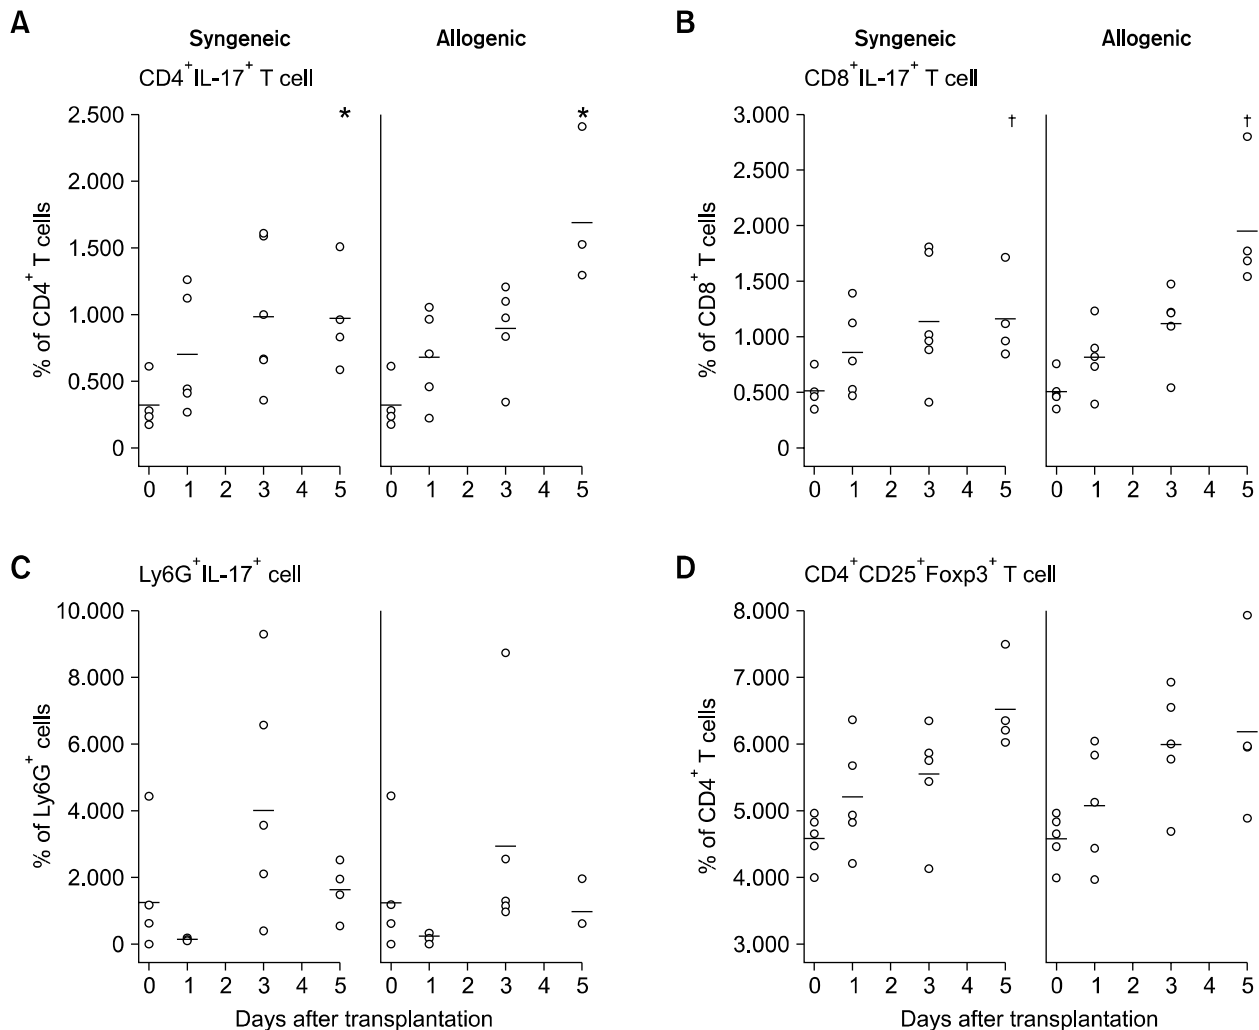 A
Syngeneic Allogenic
CD4+IL-17+ T cell
% of CD4+ T cells
2.500 * *
2.000
1.500
1.000
0.500
0
0 1 2 3 4 5 0 1 2 3 4 5
B
Syngeneic Allogenic
CD8+IL-17+ T cell
% of CD8+ T cells
3.000 † †
2.500
2.000
1.500
1.000
0.500
0
0 1 2 3 4 5 0 1 2 3 4 5
C
Ly6G+IL-17+ cell
% of Ly6G+ cells
10.000
8.000
6.000
4.000
2.000
0
0 1 2 3 4 5 0 1 2 3 4 5
Days after transplantation
D
CD4+CD25+Foxp3+ T cell
% of CD4+ T cells
8.000
7.000
6.000
5.000
4.000
3.000
0 1 2 3 4 5 0 1 2 3 4 5
Days after transplantation